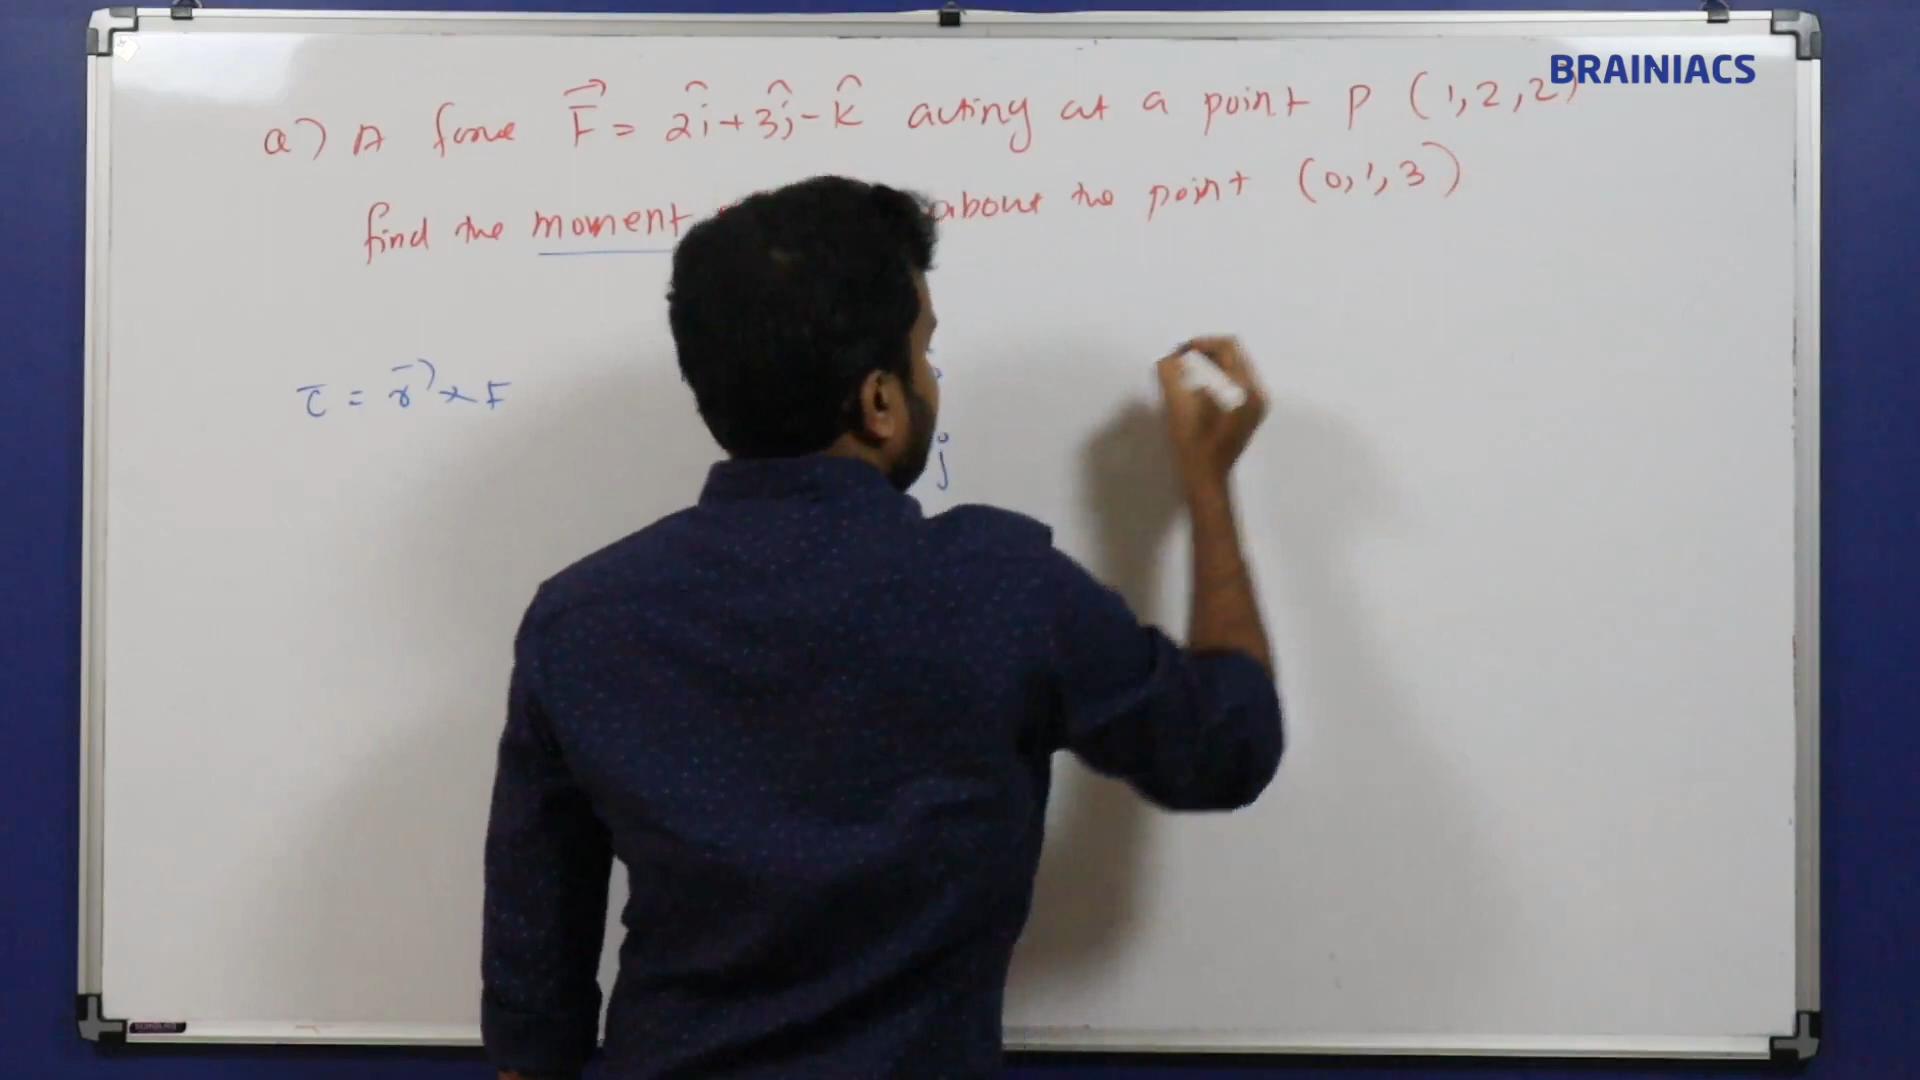 BRAINIACS
a) A force F⃗ = 2î+3ĵ-k̂ acting at a point P (1,2,2)
find the moment about the point (0,1,3)
τ = r⃗ × F
j